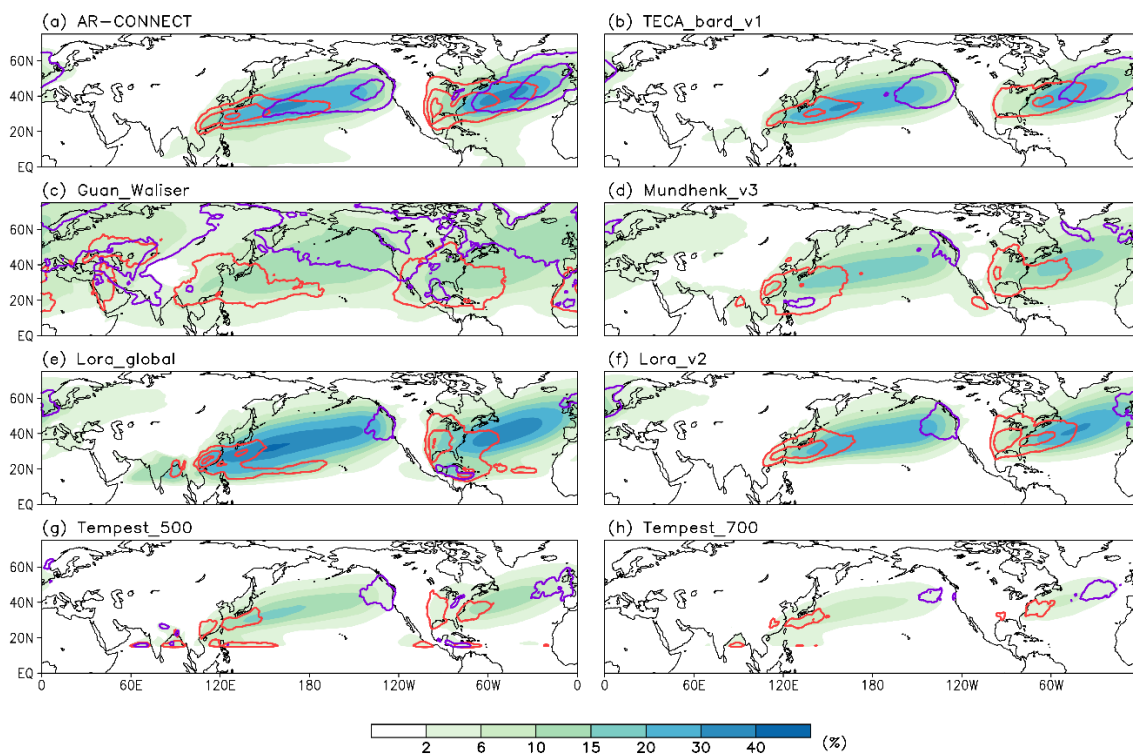 (a) AR-CONNECT
(b) TECA_bard_v1
60N
40N
20N
EQ
(c) Guan_Waliser
(d) Mundhenk_v3
60N
40N
20N
EQ
(e) Lora_global
(f) Lora_v2
60N
40N
20N
EQ
(g) Tempest_500
(h) Tempest_700
60N
40N
20N
EQ
0 60E 120E 180 120W 60W 0
60E 120E 180 120W 60W
2 6 10 15 20 30 40 (%)